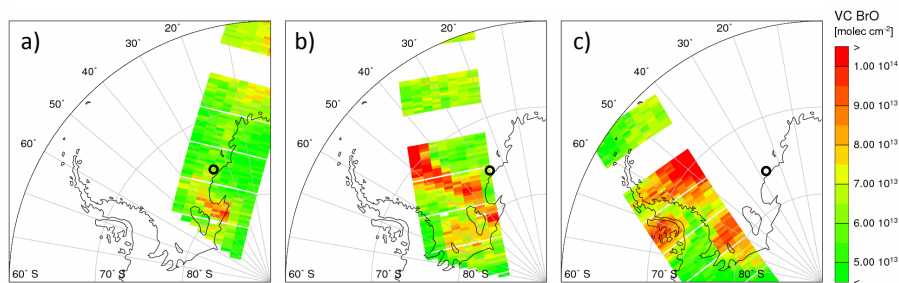 a)
20˚
30˚
40˚
50˚
60˚
60˚ S
70˚ S
80˚ S
b)
20˚
30˚
40˚
50˚
60˚
60˚ S
70˚ S
80˚ S
c)
20˚
30˚
40˚
50˚
60˚
60˚ S
70˚ S
80˚ S
VC BrO
[molec cm⁻²]
>
1.00 10¹⁴
9.00 10¹³
8.00 10¹³
7.00 10¹³
6.00 10¹³
5.00 10¹³
<